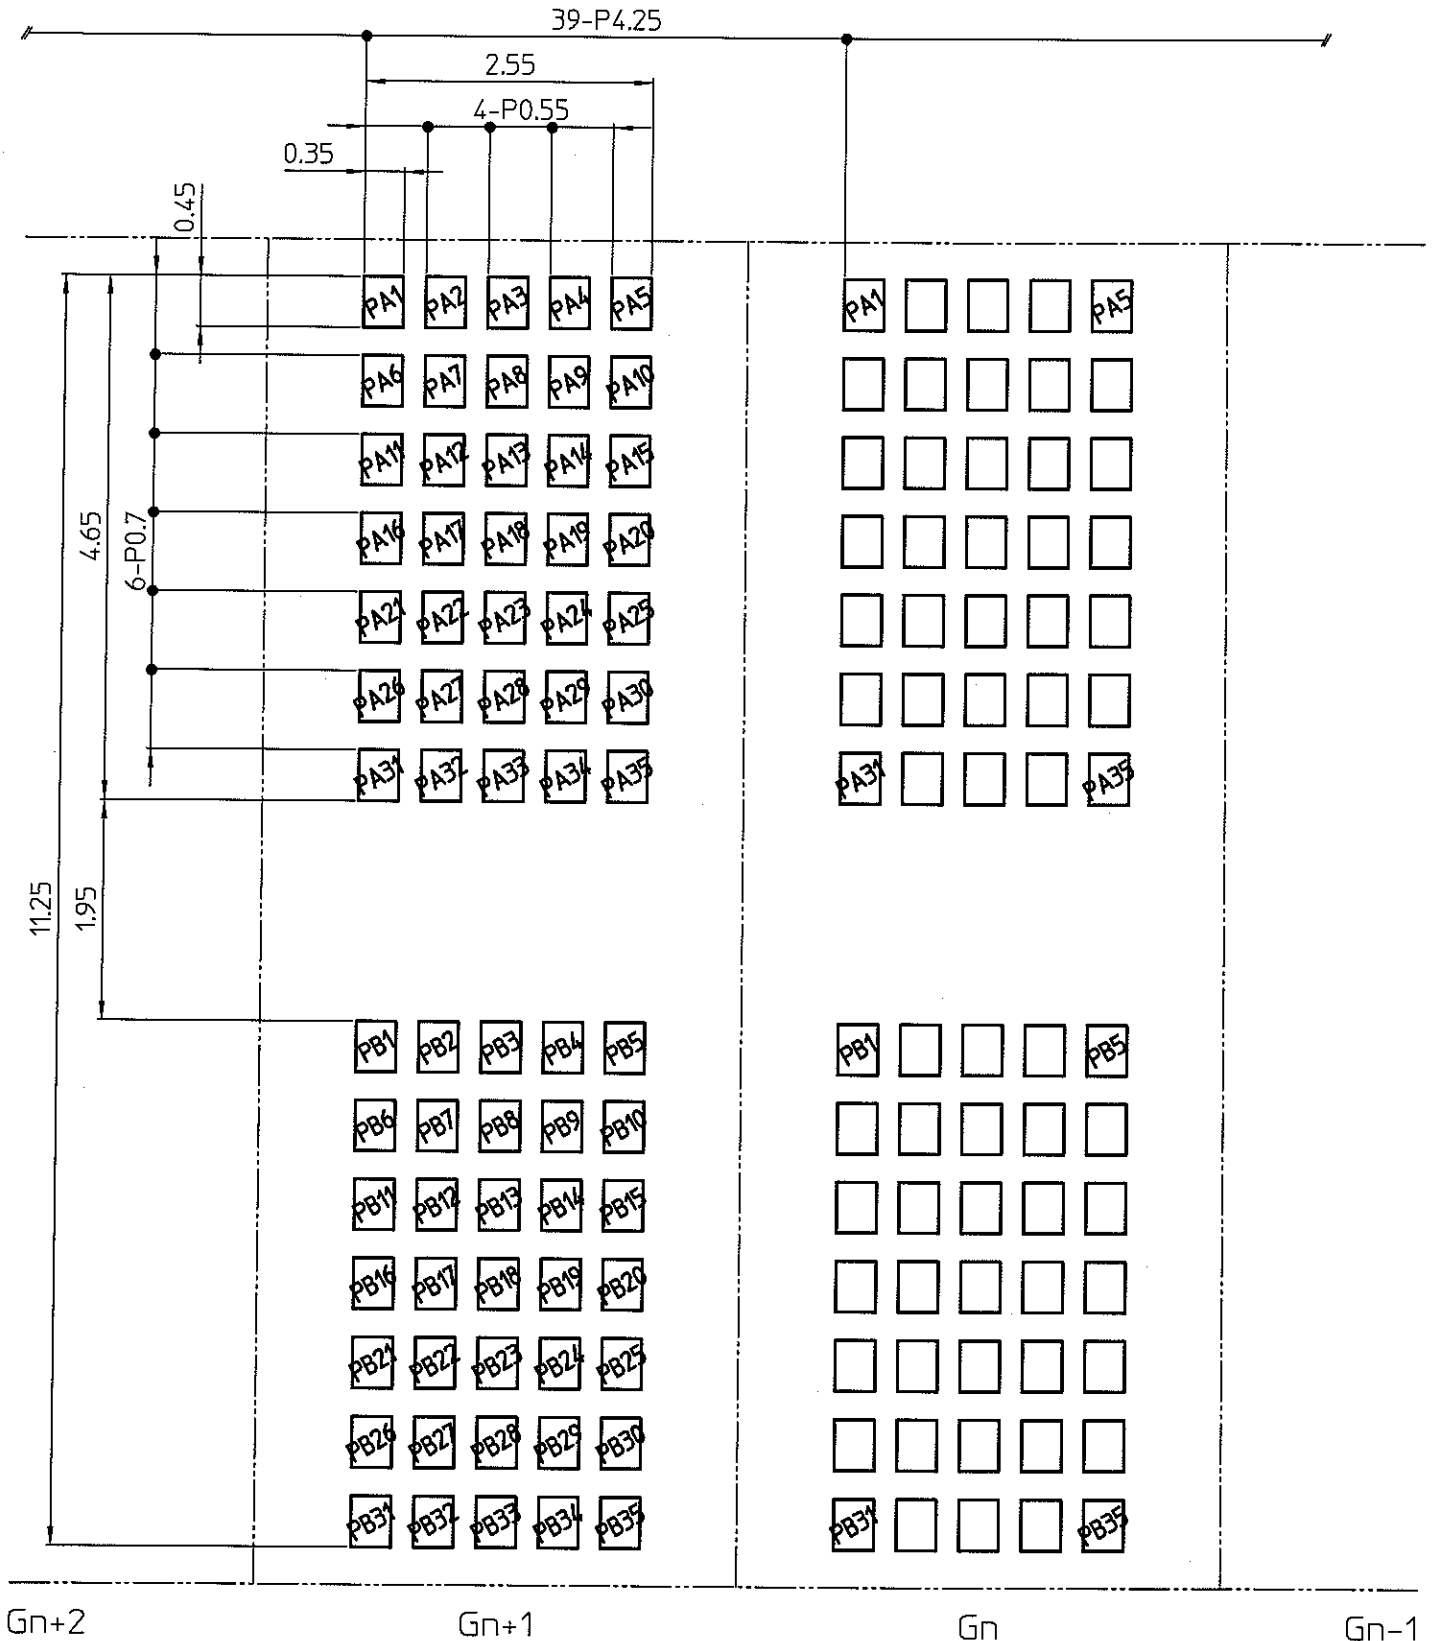 39-P4.25
2.55
4-P0.55
0.35
0.45
PA1 PA2 PA3 PA4 PA5 PA1 PA5
PA6 PA7 PA8 PA9 PA10
PA11 PA12 PA13 PA14 PA15
4.65
6-P0.7
PA16 PA17 PA18 PA19 PA20
PA21 PA22 PA23 PA24 PA25
PA26 PA27 PA28 PA29 PA30
PA31 PA32 PA33 PA34 PA35 PA31 PA35
11.25
1.95
PB1 PB2 PB3 PB4 PB5 PB1 PB5
PB6 PB7 PB8 PB9 PB10
PB11 PB12 PB13 PB14 PB15
PB16 PB17 PB18 PB19 PB20
PB21 PB22 PB23 PB24 PB25
PB26 PB27 PB28 PB29 PB30
PB31 PB32 PB33 PB34 PB35 PB31 PB35
Gn+2 Gn+1 Gn Gn-1